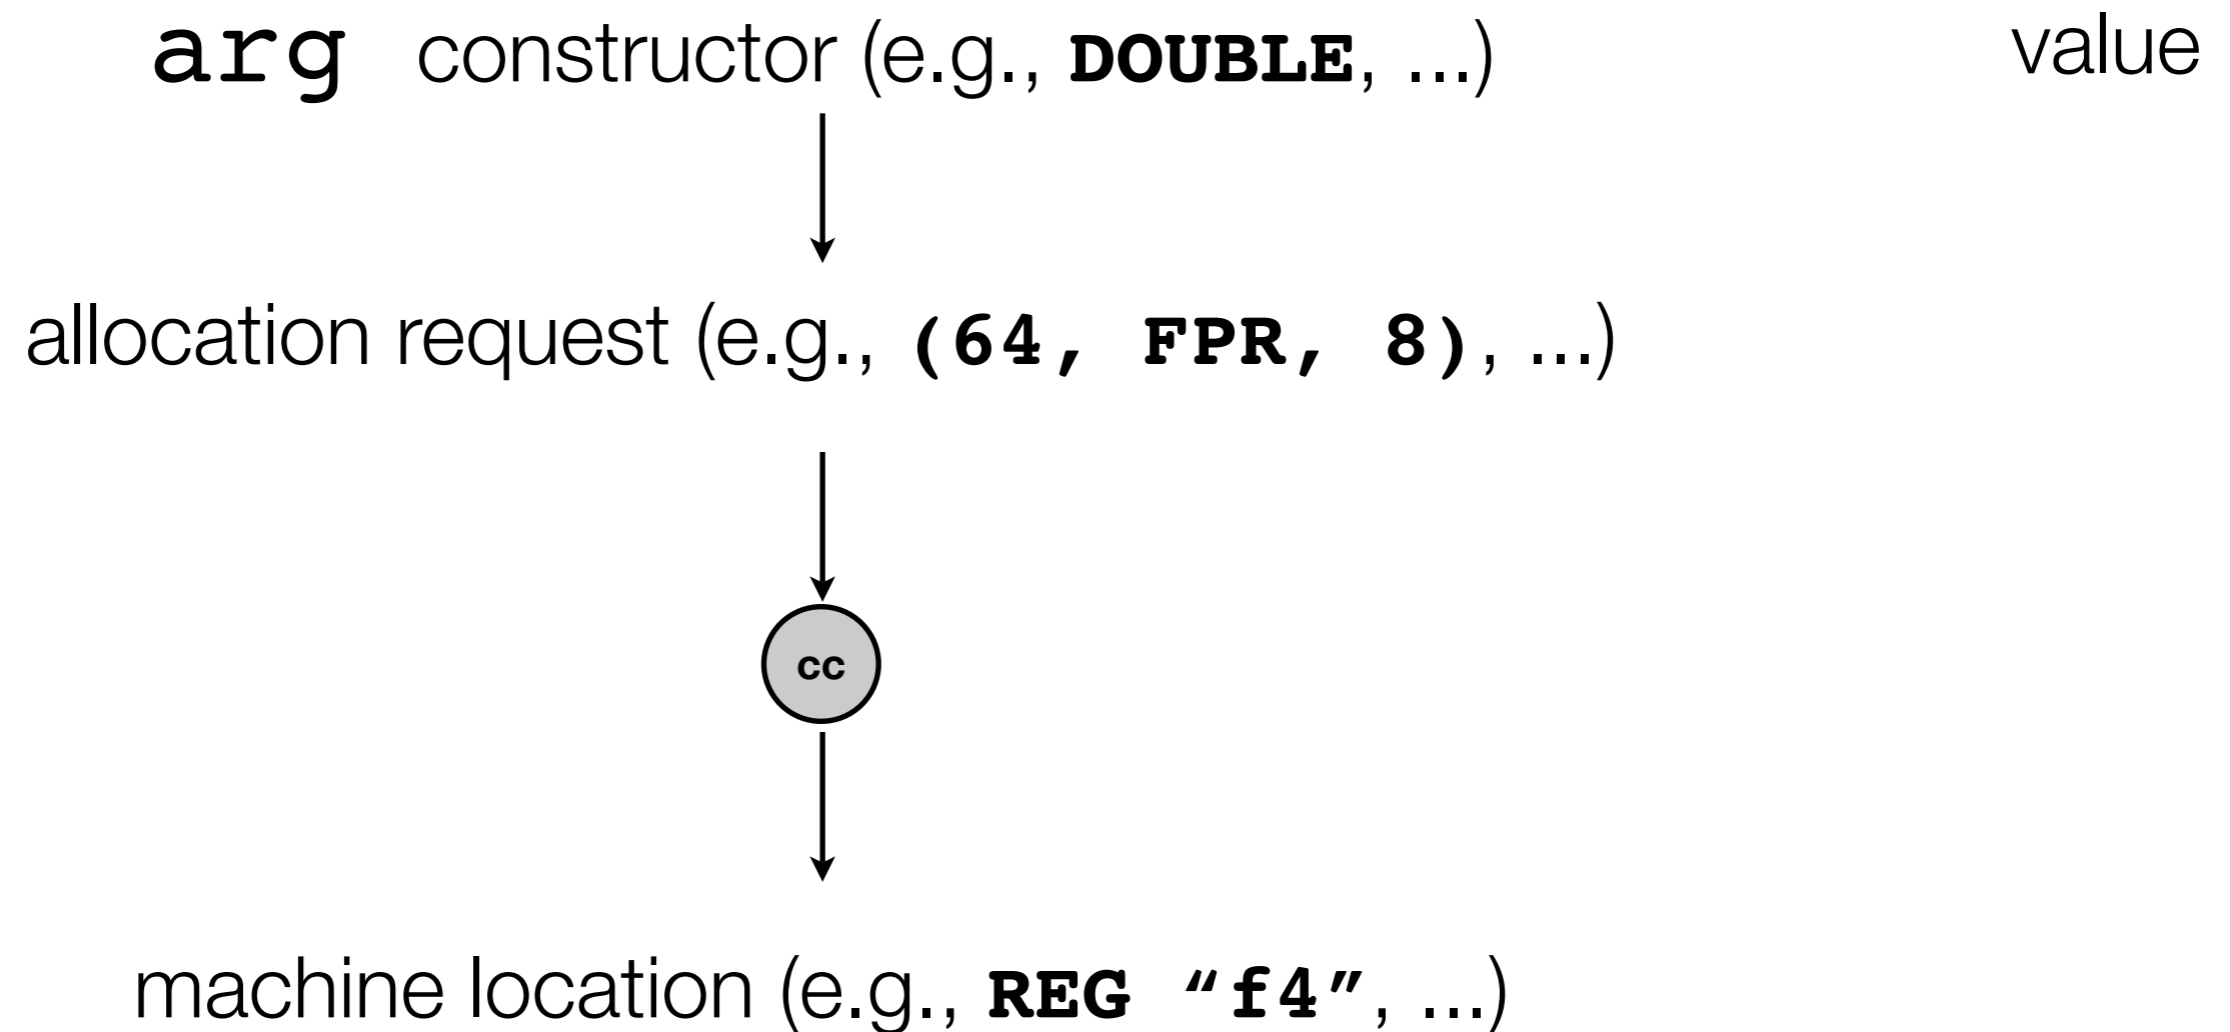 arg constructor (e.g., DOUBLE, ...) value
allocation request (e.g., (64, FPR, 8), ...)
cc
machine location (e.g., REG “f4”, ...)